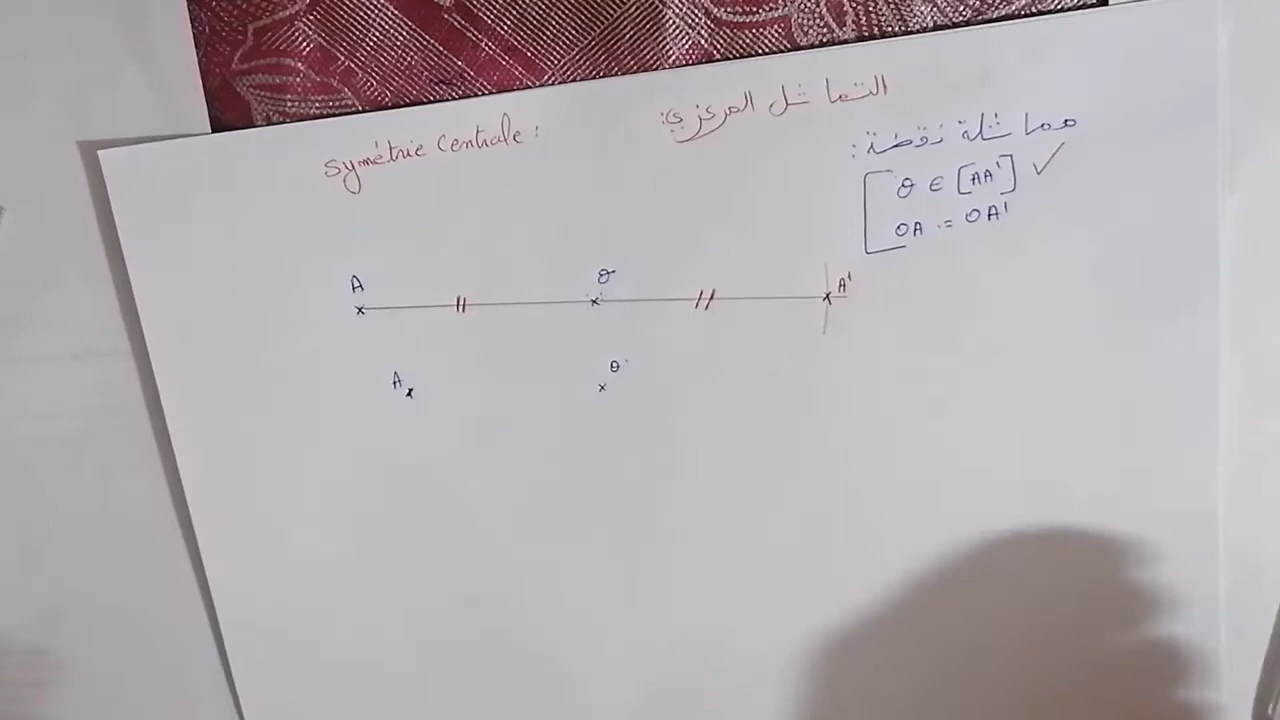 symétrie Centrale :
التماثل المركزي:
مماثلة نقطة :
O ∈ [AA']
OA = OA'
A O A'
A O